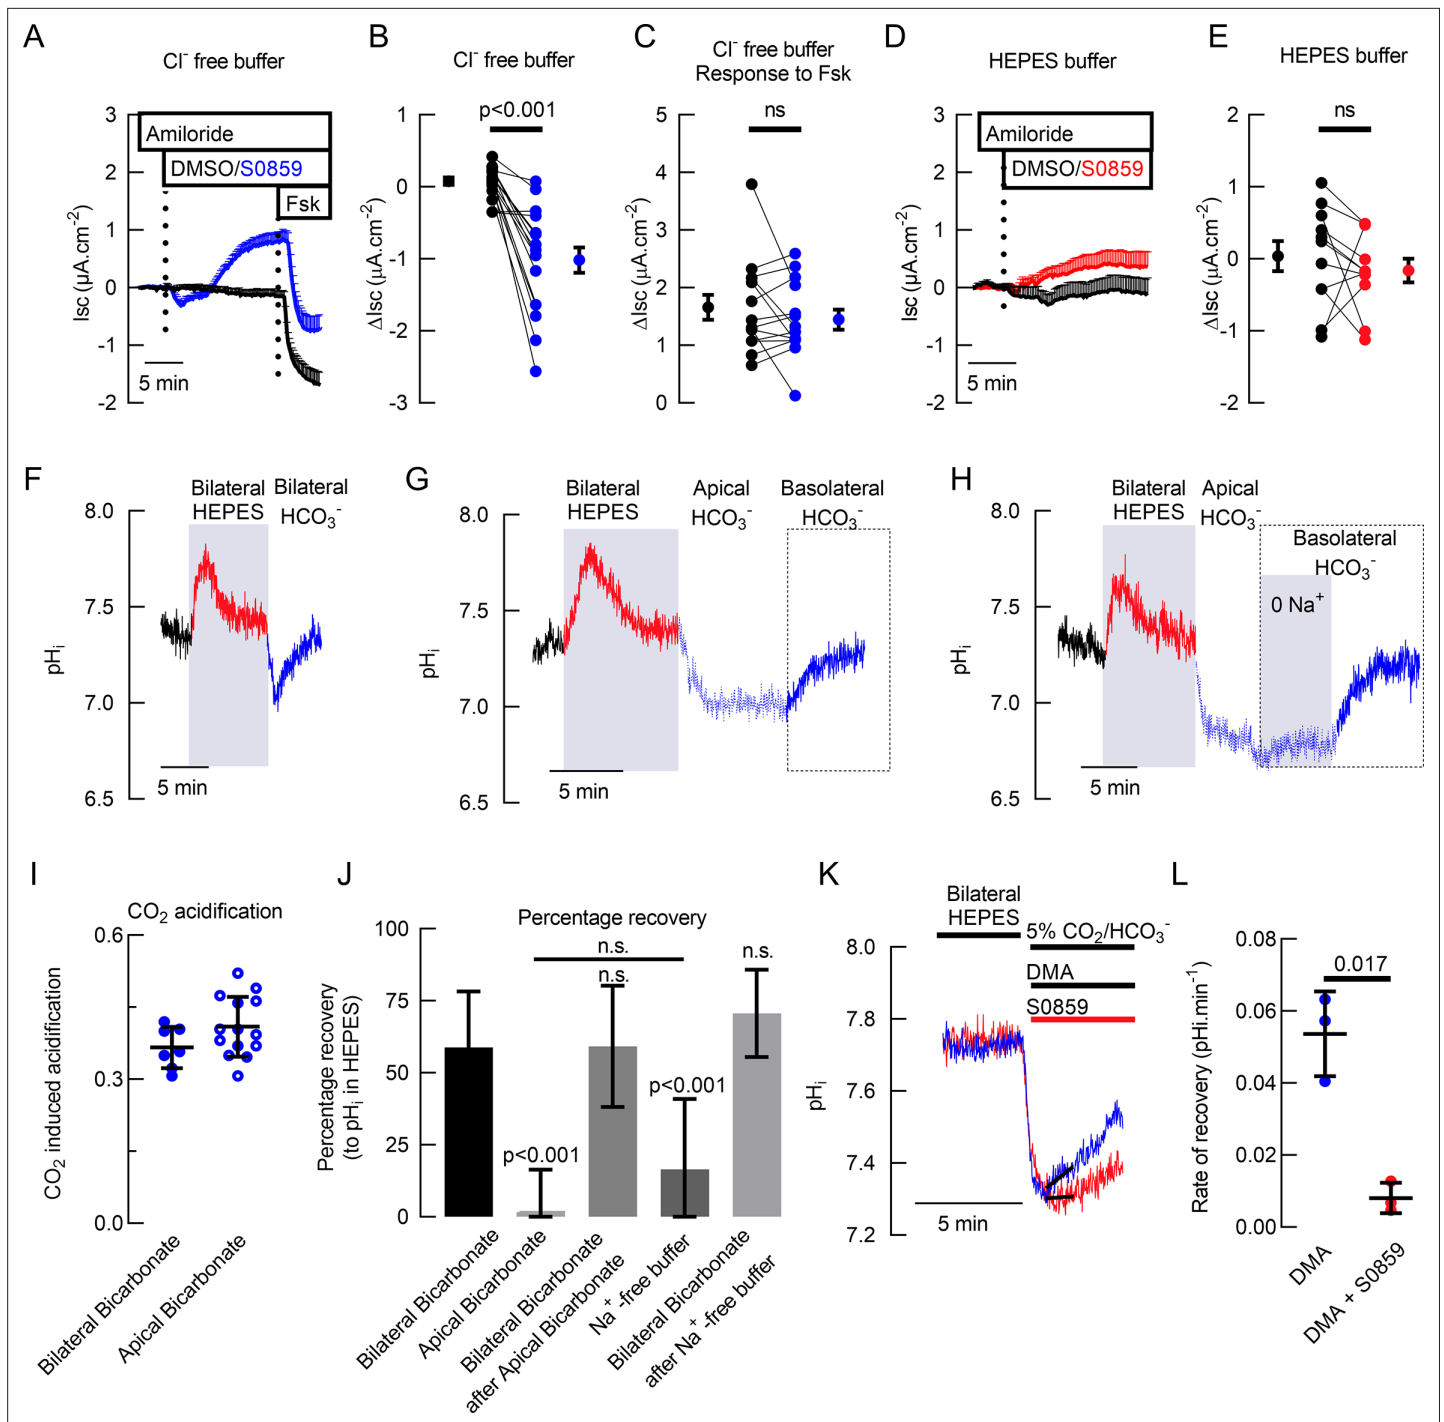 A
Cl⁻ free buffer
Isc (µA.cm⁻²)
3
2
1
0
-1
-2
Amiloride
DMSO/S0859
Fsk
5 min
B
Cl⁻ free buffer
ΔIsc (µA.cm⁻²)
1
0
-1
-2
-3
p<0.001
C
Cl⁻ free buffer
Response to Fsk
ΔIsc (µA.cm⁻²)
5
4
3
2
1
0
ns
D
HEPES buffer
Isc (µA.cm⁻²)
3
2
1
0
-1
-2
Amiloride
DMSO/S0859
5 min
E
HEPES buffer
ΔIsc (µA.cm⁻²)
2
1
0
-1
-2
ns
F
Bilateral
HEPES
Bilateral
HCO₃⁻
pHᵢ
8.0
7.5
7.0
6.5
5 min
G
Bilateral
HEPES
Apical
HCO₃⁻
Basolateral
HCO₃⁻
pHᵢ
8.0
7.5
7.0
6.5
5 min
H
Bilateral
HEPES
Apical
HCO₃⁻
Basolateral
HCO₃⁻
0 Na⁺
pHᵢ
8.0
7.5
7.0
6.5
5 min
I
CO₂ acidification
CO₂ induced acidification
0.6
0.3
0.0
Bilateral Bicarbonate
Apical Bicarbonate
J
Percentage recovery
Percentage recovery
(to pHᵢ in HEPES)
100
75
50
25
0
n.s.
n.s.
n.s.
p<0.001
p<0.001
Bilateral Bicarbonate
Apical Bicarbonate
Bilateral Bicarbonate
after Apical Bicarbonate
Na⁺-free buffer
Bilateral Bicarbonate
after Na⁺-free buffer
K
Bilateral
HEPES
5% CO₂/HCO₃⁻
DMA
S0859
pHᵢ
8.0
7.8
7.6
7.4
7.2
5 min
L
Rate of recovery (pHi.min⁻¹)
0.08
0.06
0.04
0.02
0.00
0.017
DMA
DMA + S0859